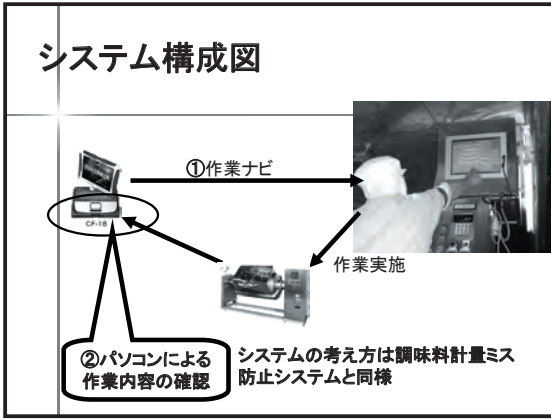 システム構成図
①作業ナビ
CF-18
作業実施
②パソコンによる
作業内容の確認
システムの考え方は調味料計量ミス
防止システムと同様